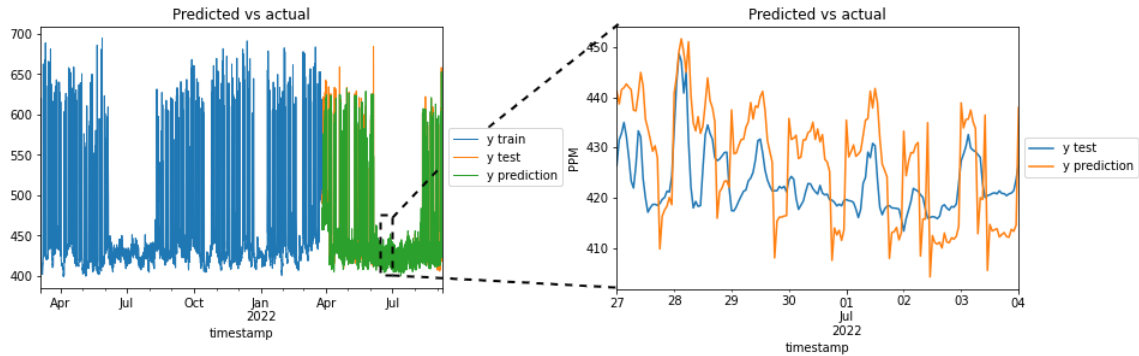 Predicted vs actual
700
650
600
550
500
450
400
Apr
Jul
Oct
Jan
2022
Apr
Jul
timestamp
y train
y test
y prediction
Predicted vs actual
PPM
450
440
430
420
410
27
28
29
30
01
Jul
2022
02
03
04
timestamp
y test
y prediction